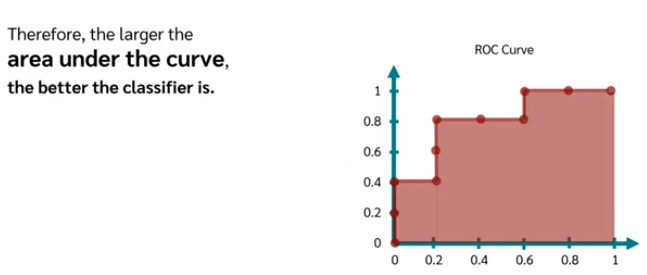 Therefore, the larger the
area under the curve,
the better the classifier is.
ROC Curve
1
0.8
0.6
0.4
0.2
0
0 0.2 0.4 0.6 0.8 1